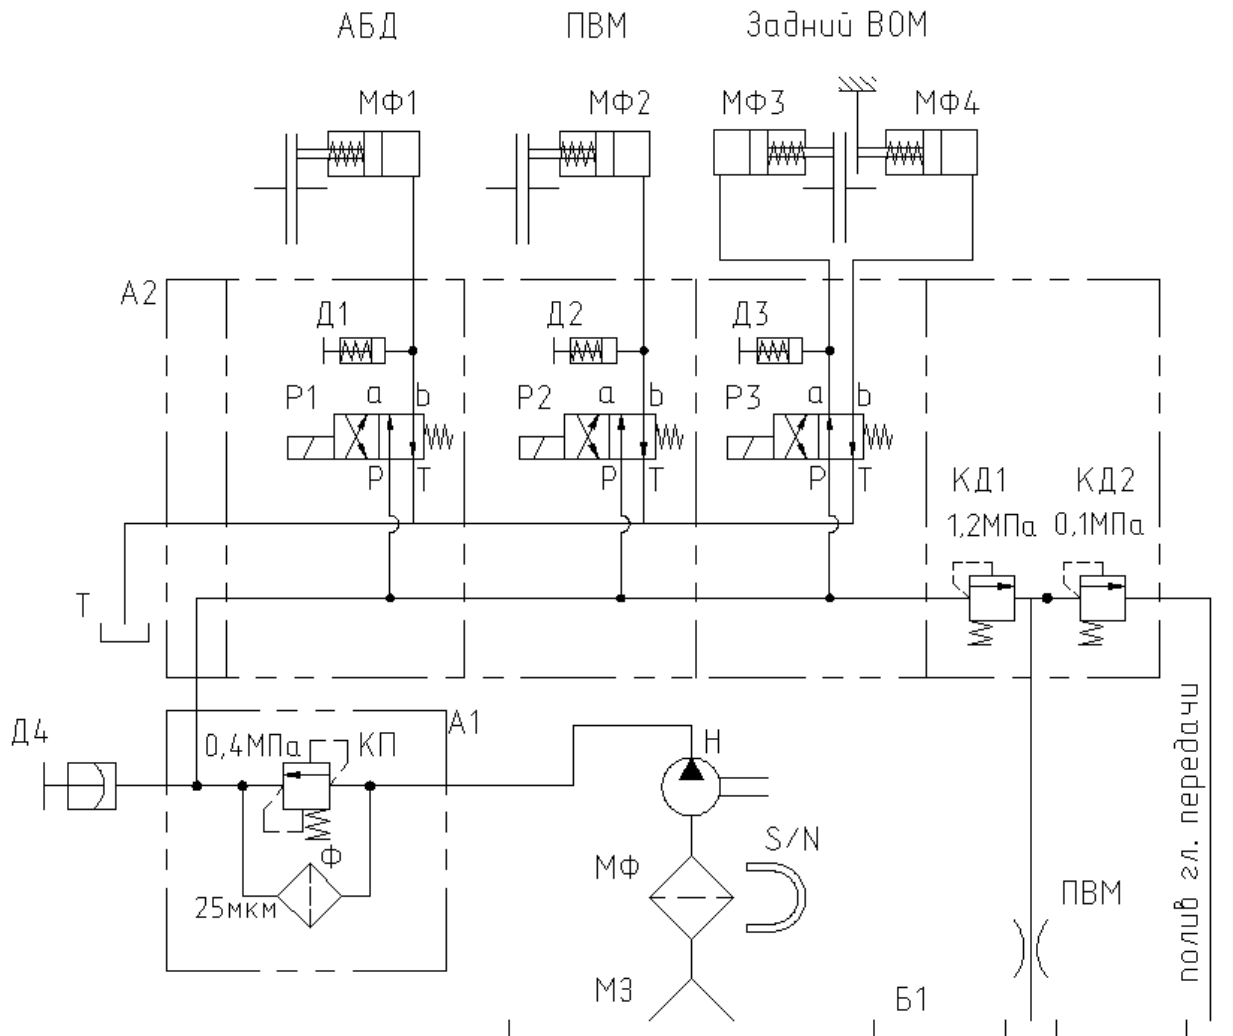 АБД ПВМ Задний ВОМ
МФ1 МФ2 МФ3 МФ4
А2
Д1 Д2 Д3
Р1 a b Р2 a b Р3 a b
Р Т Р Т Р Т
КД1 КД2
1,2МПа 0,1МПа
Т
А1
Д4 0,4МПа КП Н
S/N
Ф МФ
25мкм ПВМ
полив гл. передачи
МЗ Б1